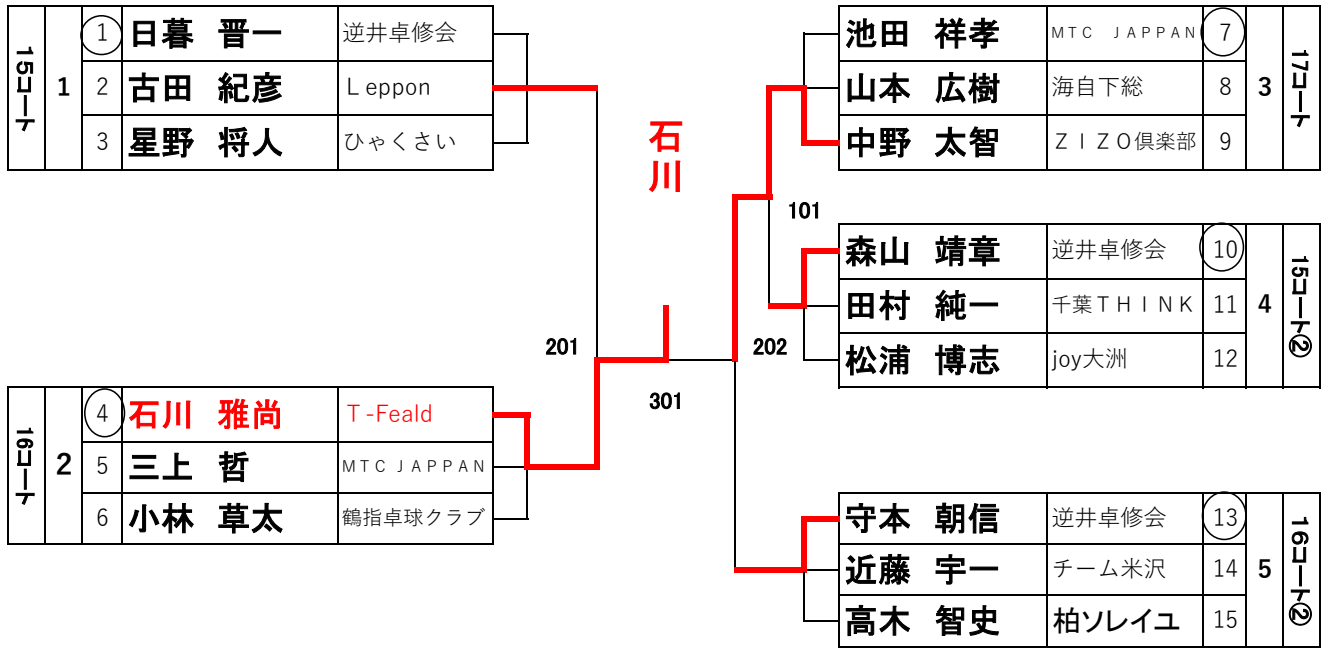 15コート
1
1 日暮 晋一 逆井卓修会
2 古田 紀彦 Leppon
3 星野 将人 ひゃくさい
16コート
2
4 石川 雅尚 T-Feald
5 三上 哲 MTC JAPPAN
6 小林 草太 鶴指卓球クラブ
石川
201
301
101
202
池田 祥孝 MTC JAPPAN 7
山本 広樹 海自下総 8
中野 太智 ZIZO倶楽部 9
3
17コート
森山 靖章 逆井卓修会 10
田村 純一 千葉THINK 11
松浦 博志 joy大洲 12
4
15コート②
守本 朝信 逆井卓修会 13
近藤 宇一 チーム米沢 14
高木 智史 柏ソレイユ 15
5
16コート②